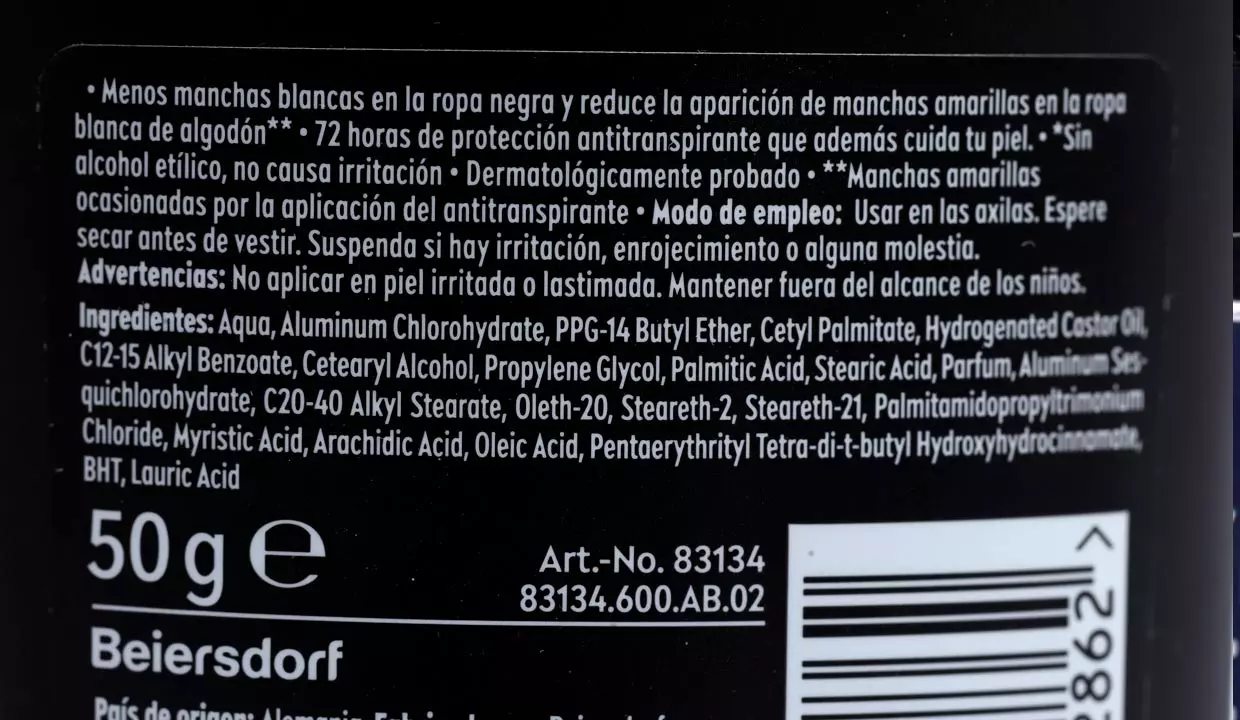 • Menos manchas blancas en la ropa negra y reduce la aparición de manchas amarillas en la ropa
blanca de algodón** • 72 horas de protección antitranspirante que además cuida tu piel. • *Sin
alcohol etílico, no causa irritación • Dermatológicamente probado • **Manchas amarillas
ocasionadas por la aplicación del antitranspirante • Modo de empleo: Usar en las axilas. Espere
secar antes de vestir. Suspenda si hay irritación, enrojecimiento o alguna molestia.
Advertencias: No aplicar en piel irritada o lastimada. Mantener fuera del alcance de los niños.
Ingredientes: Aqua, Aluminum Chlorohydrate, PPG-14 Butyl Ether, Cetyl Palmitate, Hydrogenated Castor Oil,
C12-15 Alkyl Benzoate, Cetearyl Alcohol, Propylene Glycol, Palmitic Acid, Stearic Acid, Parfum, Aluminum Ses-
quichlorohydrate, C20-40 Alkyl Stearate, Oleth-20, Steareth-2, Steareth-21, Palmitamidopropyltrimonium
Chloride, Myristic Acid, Arachidic Acid, Oleic Acid, Pentaerythrityl Tetra-di-t-butyl Hydroxyhydrocinnamate,
BHT, Lauric Acid
50 g ℮
Art.-No. 83134
83134.600.AB.02
Beiersdorf
País de origen: Alemania.
862 >